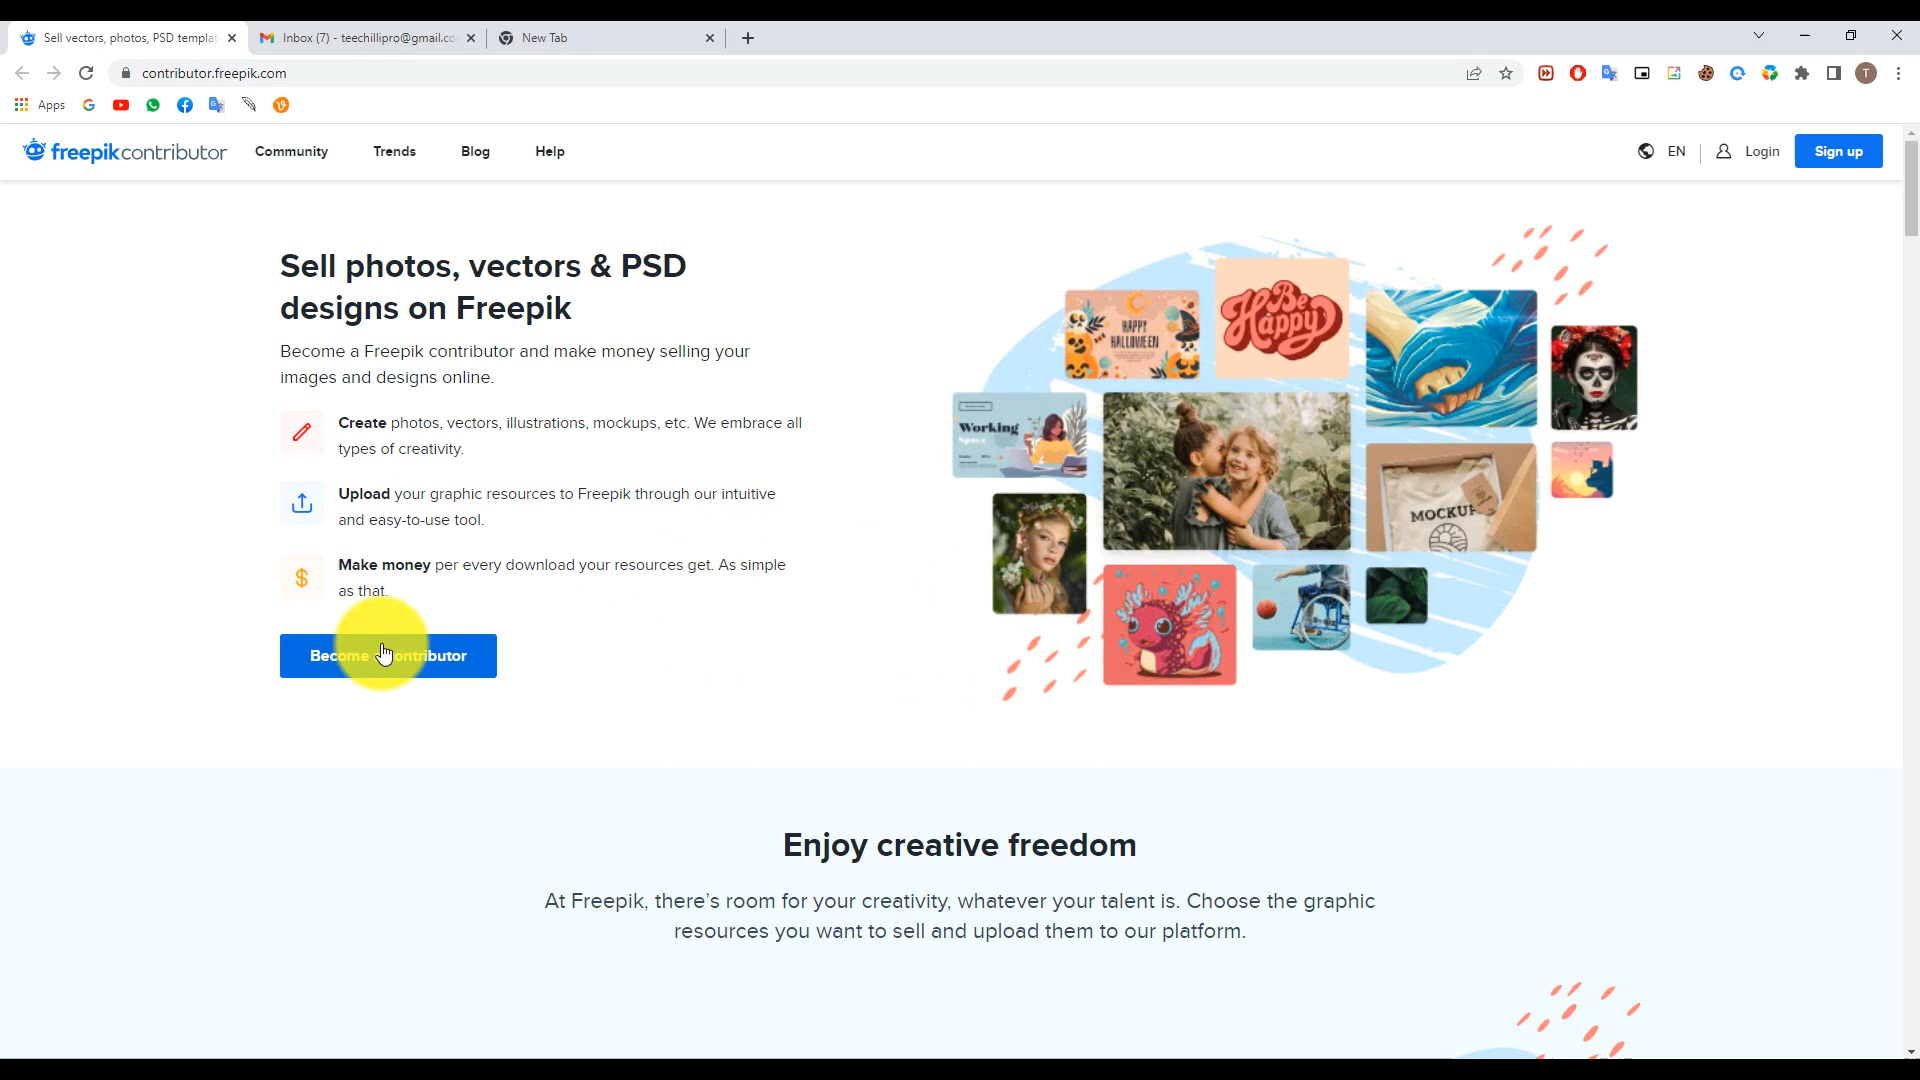 Sell vectors, photos, PSD templat
Inbox (7) - teechillipro@gmail.co
New Tab
contributor.freepik.com
Apps
freepikcontributor
Community
Trends
Blog
Help
EN
Login
Sign up
Sell photos, vectors & PSD
designs on Freepik
Become a Freepik contributor and make money selling your
images and designs online.
Create photos, vectors, illustrations, mockups, etc. We embrace all
types of creativity.
Upload your graphic resources to Freepik through our intuitive
and easy-to-use tool.
Make money per every download your resources get. As simple
as that.
Become contributor
HAPPY
HALLOWEEN
Be
Happy
Working
Space
MOCKUP
T
Enjoy creative freedom
At Freepik, there's room for your creativity, whatever your talent is. Choose the graphic
resources you want to sell and upload them to our platform.